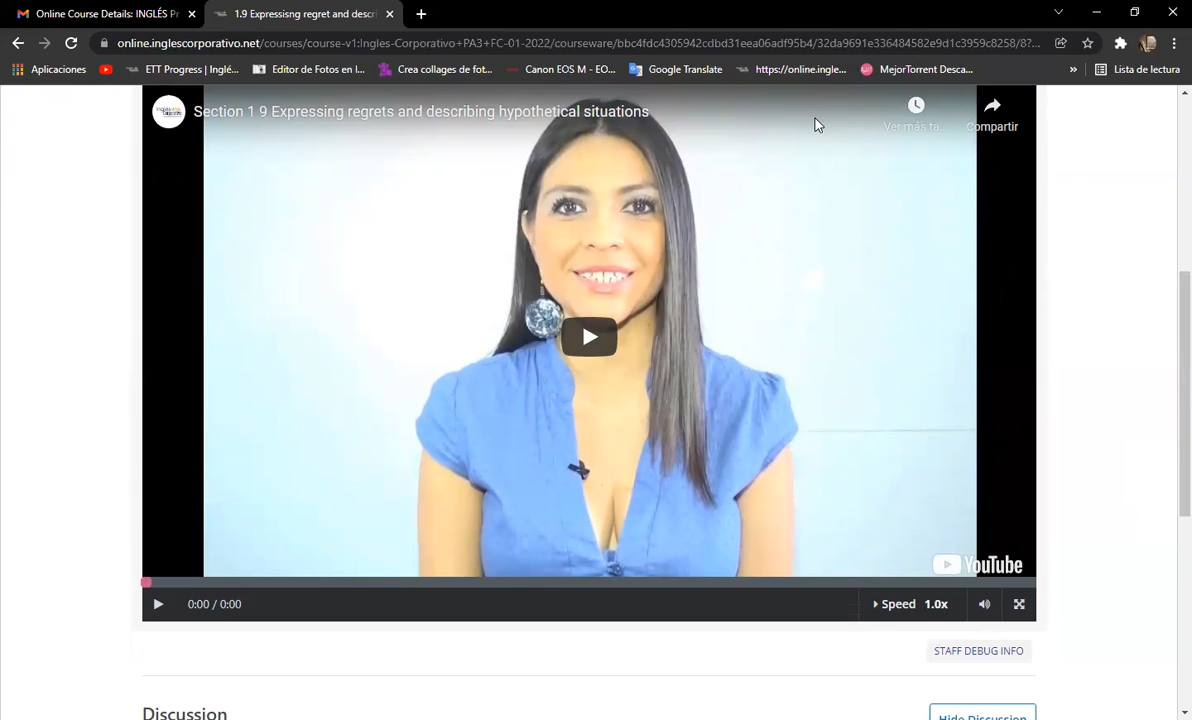 Online Course Details: INGLÉS Pr
1.9 Expressisng regret and descri
online.inglescorporativo.net/courses/course-v1:Ingles-Corporativo+PA3+FC-01-2022/courseware/bbc4fdc4305942cdbd31eea06adf95b4/32da9691e336484582e9d1c3959c8258/8?...
Aplicaciones
ETT Progress | Inglé...
Editor de Fotos en l...
Crea collages de fot...
Canon EOS M - EO...
Google Translate
https://online.ingle...
MejorTorrent Desca...
»
Lista de lectura
Section 1 9 Expressing regrets and describing hypothetical situations
Ver más ta...
Compartir
YouTube
0:00 / 0:00
Speed 1.0x
STAFF DEBUG INFO
Discussion
Hide Discussion